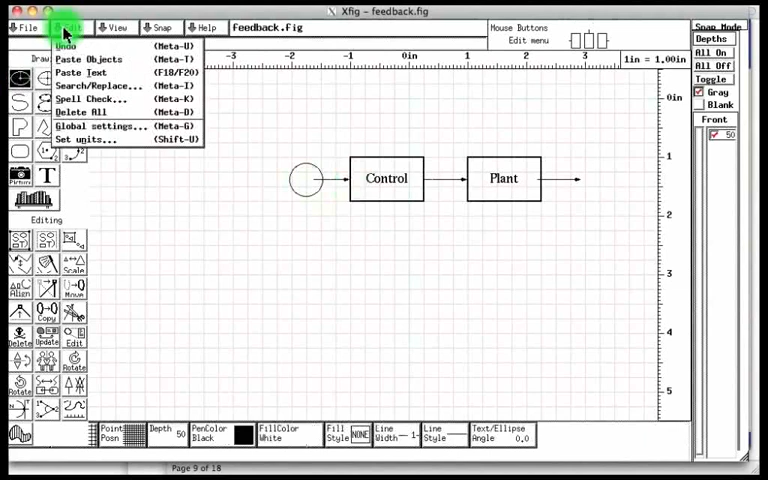 Xfig - feedback.fig
File Edit View Snap Help feedback.fig
Mouse Buttons
Edit menu
Snap Mode
Undo (Meta-U)
Paste Objects (Meta-T)
Paste Text (F18/F20)
Search/Replace... (Meta-I)
Spell Check... (Meta-K)
Delete All (Meta-D)
Global settings... (Meta-G)
Set units... (Shift-U)
Draw
-3 -2 -1 0in 1 2 3
1in = 1.00in
Depths
All On
All Off
Toggle
Gray
Blank
Front
50
0in
1
2
3
4
5
Control
Plant
Picture
T
Editing
Scale
Align
Move
Copy
Delete
Update
Edit
Rotate
Rotate
Point
Posn
Depth
50
PenColor
Black
FillColor
White
Fill
Style
NONE
Line
Width
1
Line
Style
Text/Ellipse
Angle 0.0
Page 9 of 18